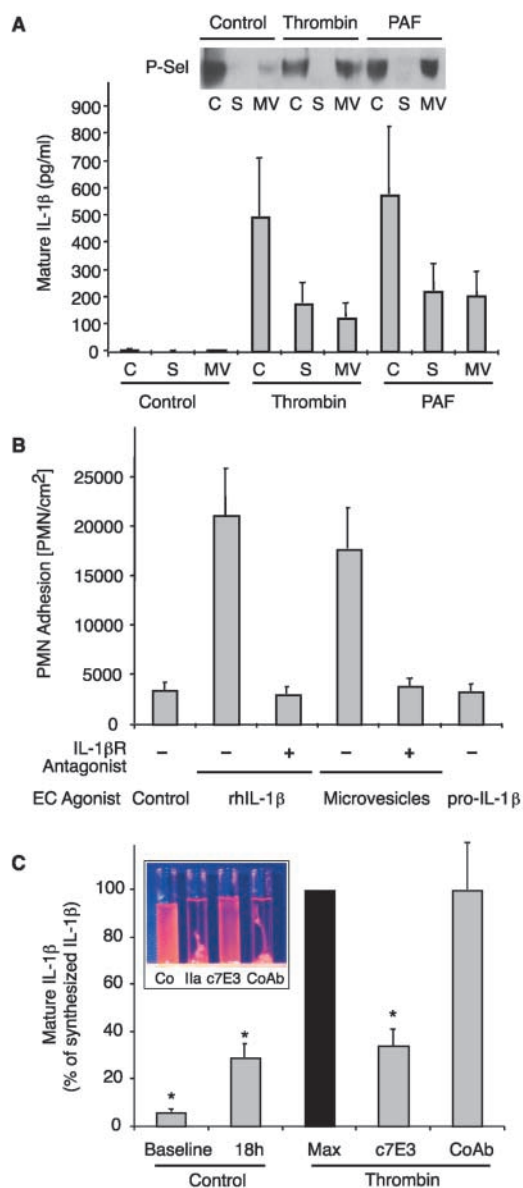 A
Control Thrombin PAF
P-Sel
C S MV C S MV C S MV
Mature IL-1β (pg/ml)
900
800
700
600
500
400
300
200
100
0
C S MV C S MV C S MV
Control Thrombin PAF
B
PMN Adhesion [PMN/cm²]
25000
20000
15000
10000
5000
0
IL-1βR
Antagonist
− − + − + −
EC Agonist Control rhIL-1β Microvesicles pro-IL-1β
C
Mature IL-1β
(% of synthesized IL-1β)
100
80
60
40
20
0
Co IIa c7E3 CoAb
* * *
Baseline 18h Max c7E3 CoAb
Control Thrombin